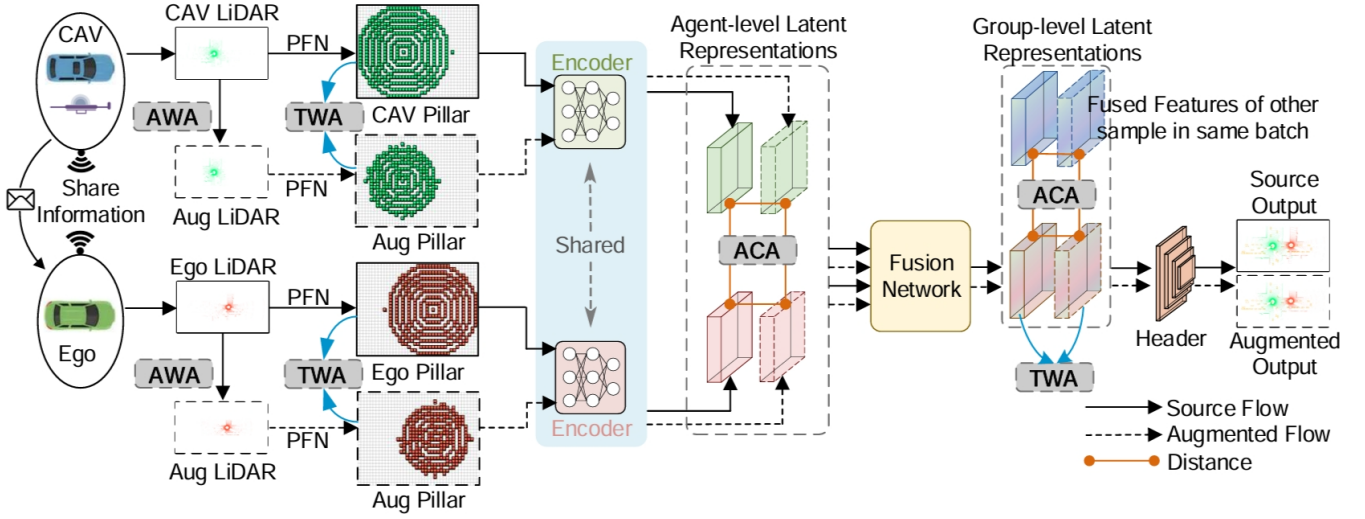 CAV
CAV LiDAR
PFN
AWA
TWA
CAV Pillar
Aug LiDAR
PFN
Aug Pillar
Share
Information
Ego
Ego LiDAR
PFN
AWA
TWA
Ego Pillar
Aug LiDAR
PFN
Aug Pillar
Encoder
Shared
Encoder
Agent-level Latent
Representations
ACA
Fusion
Network
Group-level Latent
Representations
Fused Features of other
sample in same batch
ACA
TWA
Header
Source
Output
Augmented
Output
Source Flow
Augmented Flow
Distance